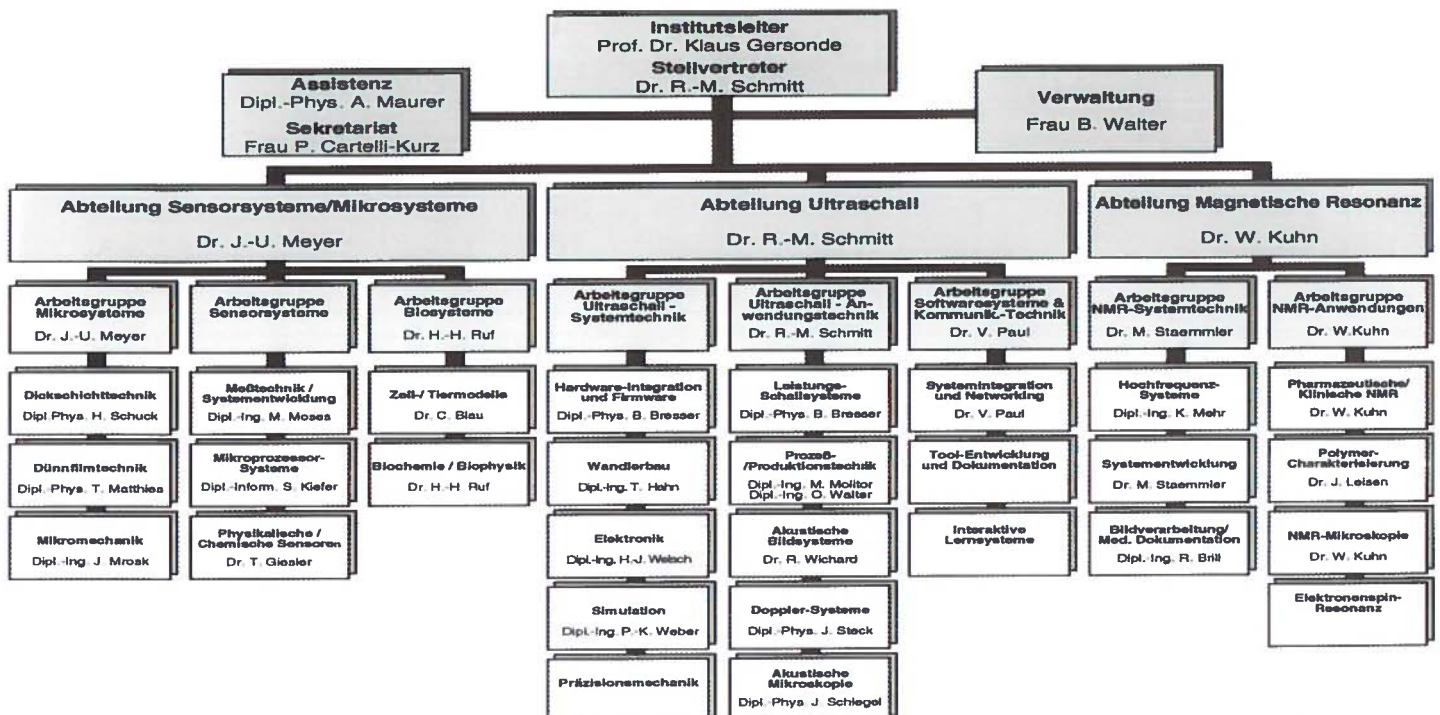 Institutsleiter
Prof. Dr. Klaus Gersonde
Stellvertreter
Dr. R.-M. Schmitt
Assistenz
Dipl.-Phys. A. Maurer
Sekretariat
Frau P. Cartelli-Kurz
Verwaltung
Frau B. Walter
Abteilung Sensorsysteme/Mikrosysteme
Dr. J.-U. Meyer
Arbeitsgruppe
Mikrosysteme
Dr. J.-U. Meyer
Dickschichttechnik
Dipl.Phys. H. Schuck
Dünnfilmtechnik
Dipl.-Phys. T. Matthies
Mikromechanik
Dipl.-Ing. J. Mrosk
Arbeitsgruppe
Sensorsysteme
Meßtechnik /
Systementwicklung
Dipl.-Ing. M. Moses
Mikroprozessor-
Systeme
Dipl.-Inform. S. Kiefer
Physikalische /
Chemische Sensoren
Dr. T. Giesler
Arbeitsgruppe
Biosysteme
Dr. H.-H. Ruf
Zell-/ Tiermodelle
Dr. C. Blau
Biochemie / Biophysik
Dr. H.-H. Ruf
Abteilung Ultraschall
Dr. R.-M. Schmitt
Arbeitsgruppe
Ultraschall -
Systemtechnik
Hardware-Integration
und Firmware
Dipl.-Phys. B. Bresser
Wandlerbau
Dipl.-Ing. T. Hahn
Elektronik
Dipl.-Ing. H.-J. Welsch
Simulation
Dipl.-Ing. P.-K. Weber
Präzisionsmechanik
Arbeitsgruppe
Ultraschall - An-
wendungstechnik
Dr. R.-M. Schmitt
Leistungs-
Schallsysteme
Dipl.-Phys. B. Bresser
Prozeß-
/Produktionstechnik
Dipl.-Ing. M. Molitor
Dipl.-Ing. O. Walter
Akustische
Bildsysteme
Dr. R. Wichard
Doppler-Systeme
Dipl.-Phys. J. Steck
Akustische
Mikroskopie
Dipl.-Phys. J. Schlegel
Arbeitsgruppe
Softwaresysteme &
Kommunik.-Technik
Dr. V. Paul
Systemintegration
und Networking
Dr. V. Paul
Tool-Entwicklung
und Dokumentation
Interaktive
Lernsysteme
Abteilung Magnetische Resonanz
Dr. W. Kuhn
Arbeitsgruppe
NMR-Systemtechnik
Dr. M. Staemmler
Hochfrequenz-
Systeme
Dipl.-Ing. K. Mehr
Systementwicklung
Dr. M. Staemmler
Bildverarbeitung/
Med. Dokumentation
Dipl.-Ing. R. Brill
Arbeitsgruppe
NMR-Anwendungen
Dr. W.Kuhn
Pharmazeutische/
Klinische NMR
Dr. W. Kuhn
Polymer-
Charakterisierung
Dr. J. Leisen
NMR-Mikroskopie
Dr. W. Kuhn
Elektronenspin-
Resonanz